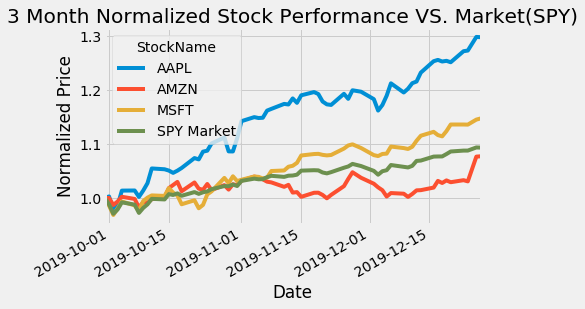 3 Month Normalized Stock Performance VS. Market(SPY)
Normalized Price
1.3
1.2
1.1
1.0
StockName
AAPL
AMZN
MSFT
SPY Market
2019-10-01
2019-10-15
2019-11-01
2019-11-15
2019-12-01
2019-12-15
Date